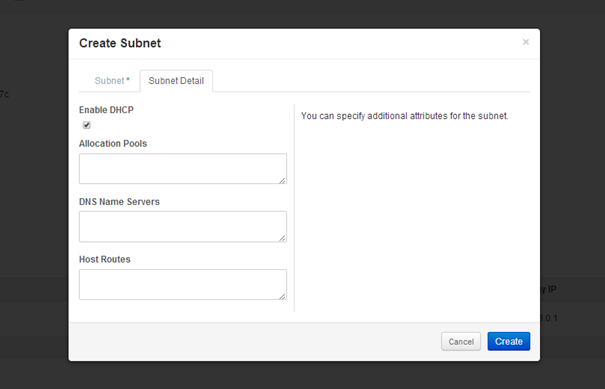 Create Subnet ×
Subnet * Subnet Detail
7c
Enable DHCP
You can specify additional attributes for the subnet.
Allocation Pools
DNS Name Servers
Host Routes
y IP
.0.1
Cancel Create